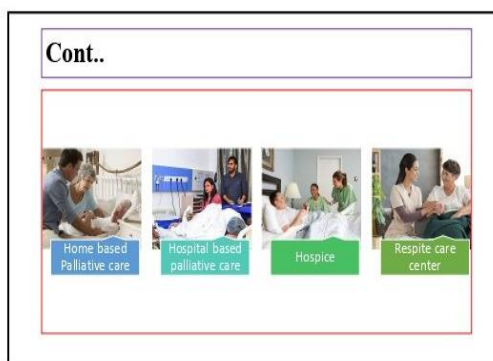 Cont..
Home based
Palliative care
Hospital based
palliative care
Hospice
Respite care
center